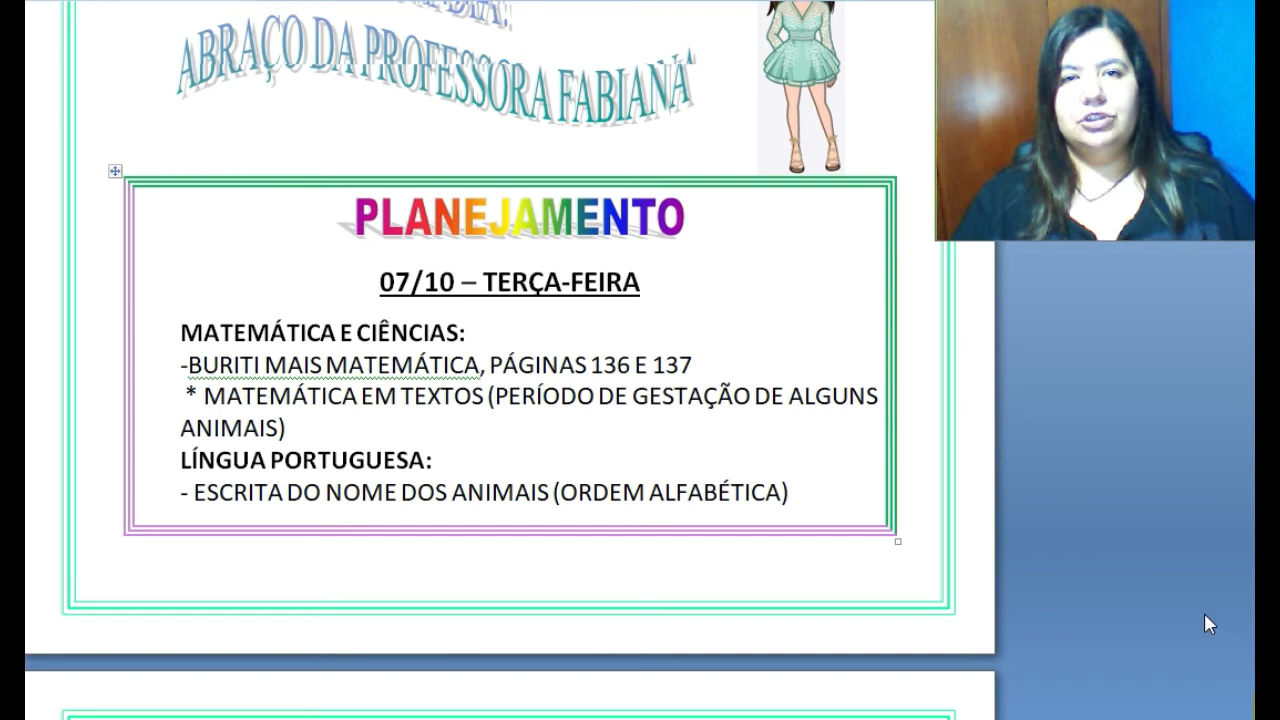 ABRAÇO DA PROFESSORA FABIANA
PLANEJAMENTO
07/10 – TERÇA-FEIRA
MATEMÁTICA E CIÊNCIAS:
-BURITI MAIS MATEMÁTICA, PÁGINAS 136 E 137
* MATEMÁTICA EM TEXTOS (PERÍODO DE GESTAÇÃO DE ALGUNS
ANIMAIS)
LÍNGUA PORTUGUESA:
- ESCRITA DO NOME DOS ANIMAIS (ORDEM ALFABÉTICA)